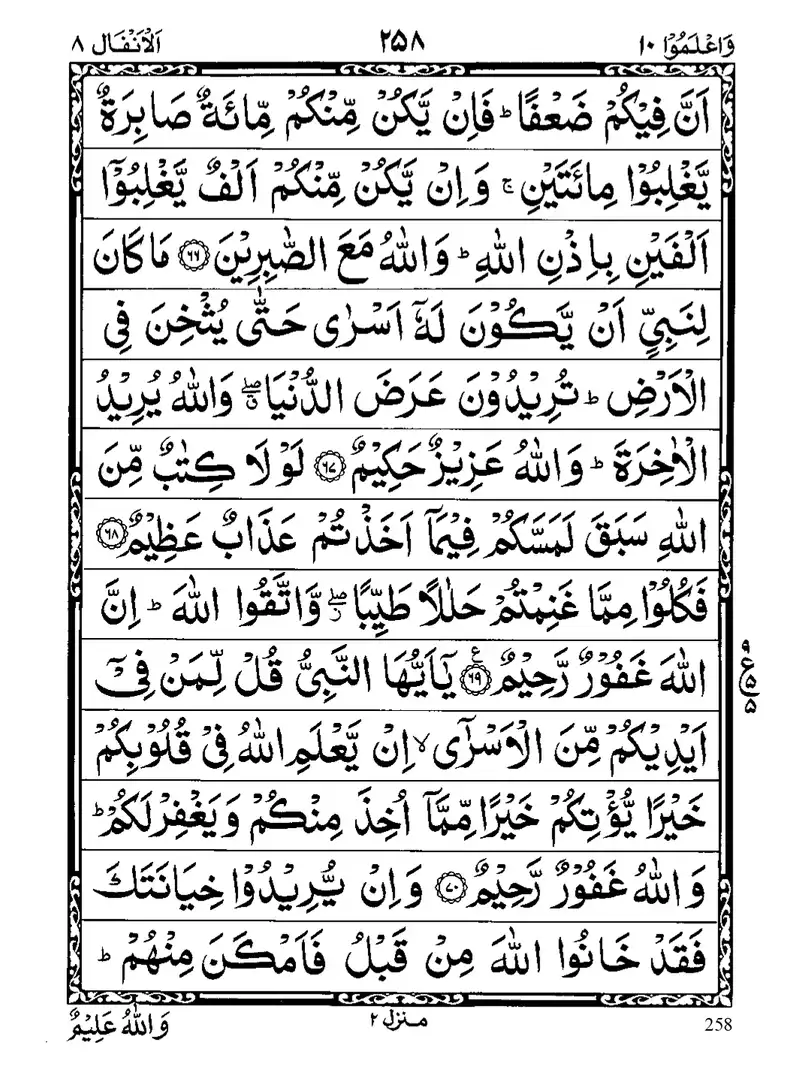 وَاعْلَمُوْۤا ١٠ ٢٥٨ اَلْاَنْفَال ٨
اَنَّ فِيْكُمْ ضَعْفًا ؕ فَاِنْ يَّكُنْ مِّنْكُمْ مِّائَةٌ صَابِرَةٌ
يَّغْلِبُوْا مِائَتَيْنِ ۚ وَاِنْ يَّكُنْ مِّنْكُمْ اَلْفٌ يَّغْلِبُوْۤا
اَلْفَيْنِ بِاِذْنِ اللّٰهِ ؕ وَاللّٰهُ مَعَ الصّٰبِرِيْنَ ﴿٦٦﴾ مَا كَانَ
لِنَبِيٍّ اَنْ يَّكُوْنَ لَهٗۤ اَسْرٰى حَتّٰى يُثْخِنَ فِى
الْاَرْضِ ؕ تُرِيْدُوْنَ عَرَضَ الدُّنْيَا ۖ ۗ وَاللّٰهُ يُرِيْدُ
الْاٰخِرَةَ ؕ وَاللّٰهُ عَزِيْزٌ حَكِيْمٌ ﴿٦٧﴾ لَوْ لَا كِتٰبٌ مِّنَ
اللّٰهِ سَبَقَ لَمَسَّكُمْ فِيْمَاۤ اَخَذْتُمْ عَذَابٌ عَظِيْمٌ ﴿٦٨﴾
فَكُلُوْا مِمَّا غَنِمْتُمْ حَلٰلًا طَيِّبًا ۖ وَّاتَّقُوا اللّٰهَ ؕ اِنَّ
اللّٰهَ غَفُوْرٌ رَّحِيْمٌ ﴿٦٩﴾ ع يٰۤاَيُّهَا النَّبِىُّ قُلْ لِّمَنْ فِىْۤ
٩ ع ٥ ٥
اَيْدِيْكُمْ مِّنَ الْاَسْرٰٓى ۙ اِنْ يَّعْلَمِ اللّٰهُ فِىْ قُلُوْبِكُمْ
خَيْرًا يُّؤْتِكُمْ خَيْرًا مِّمَّاۤ اُخِذَ مِنْكُمْ وَيَغْفِرْ لَكُمْ ؕ
وَاللّٰهُ غَفُوْرٌ رَّحِيْمٌ ﴿٧٠﴾ وَاِنْ يُّرِيْدُوْا خِيَانَتَكَ
فَقَدْ خَانُوا اللّٰهَ مِنْ قَبْلُ فَاَمْكَنَ مِنْهُمْ ؕ
258 منزل ٢ وَاللّٰهُ عَلِيْمٌ